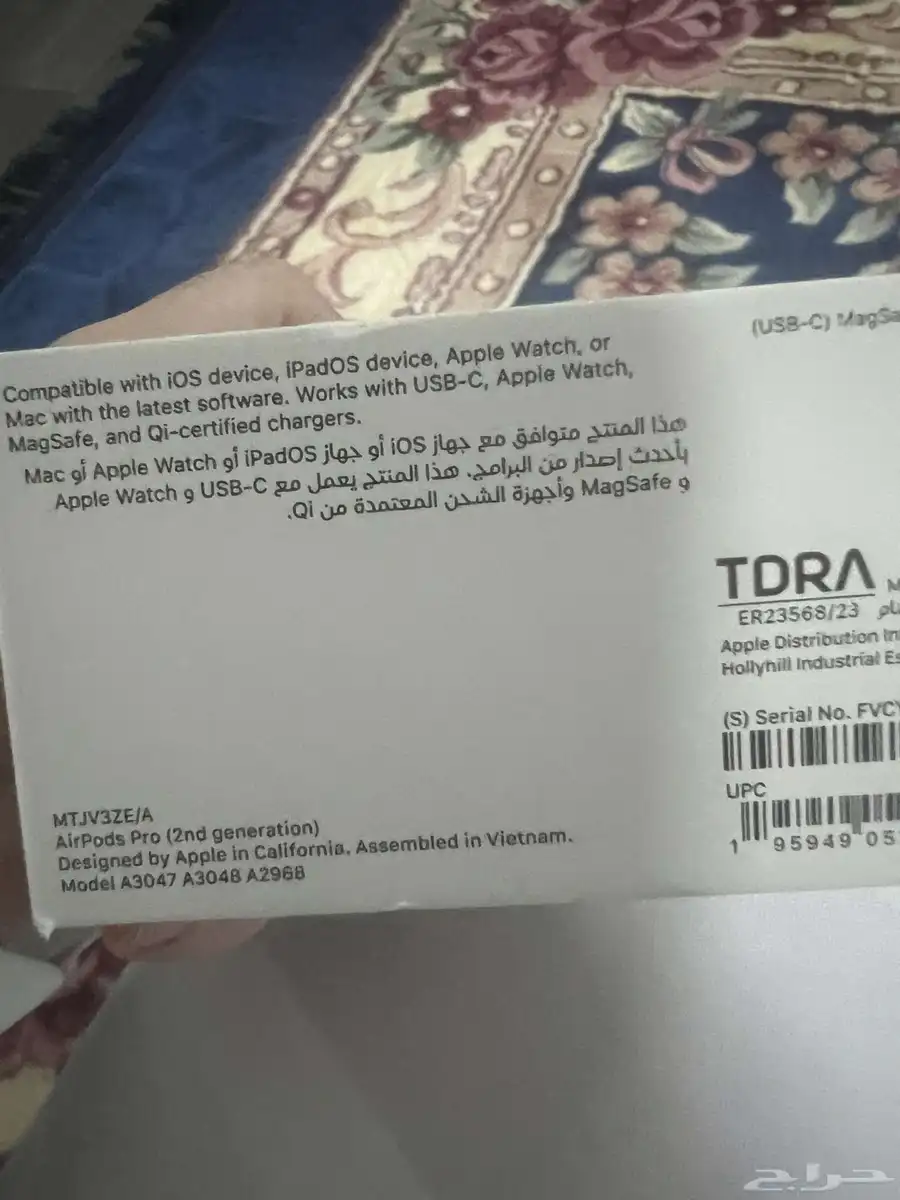 Compatible with iOS device, iPadOS device, Apple Watch, or
Mac with the latest software. Works with USB-C, Apple Watch,
MagSafe, and Qi-certified chargers.
هذا المنتج متوافق مع جهاز iOS أو جهاز iPadOS أو Apple Watch أو Mac
بأحدث إصدار من البرامج. هذا المنتج يعمل مع USB-C و Apple Watch
و MagSafe وأجهزة الشحن المعتمدة من Qi.
MTJV3ZE/A
AirPods Pro (2nd generation)
Designed by Apple in California. Assembled in Vietnam.
Model A3047 A3048 A2968
(USB-C) MagSa
TDRA
ER23568/23
Apple Distribution In
Hollyhill Industrial Es
(S) Serial No. FVC
UPC
1 95949 05
حراج